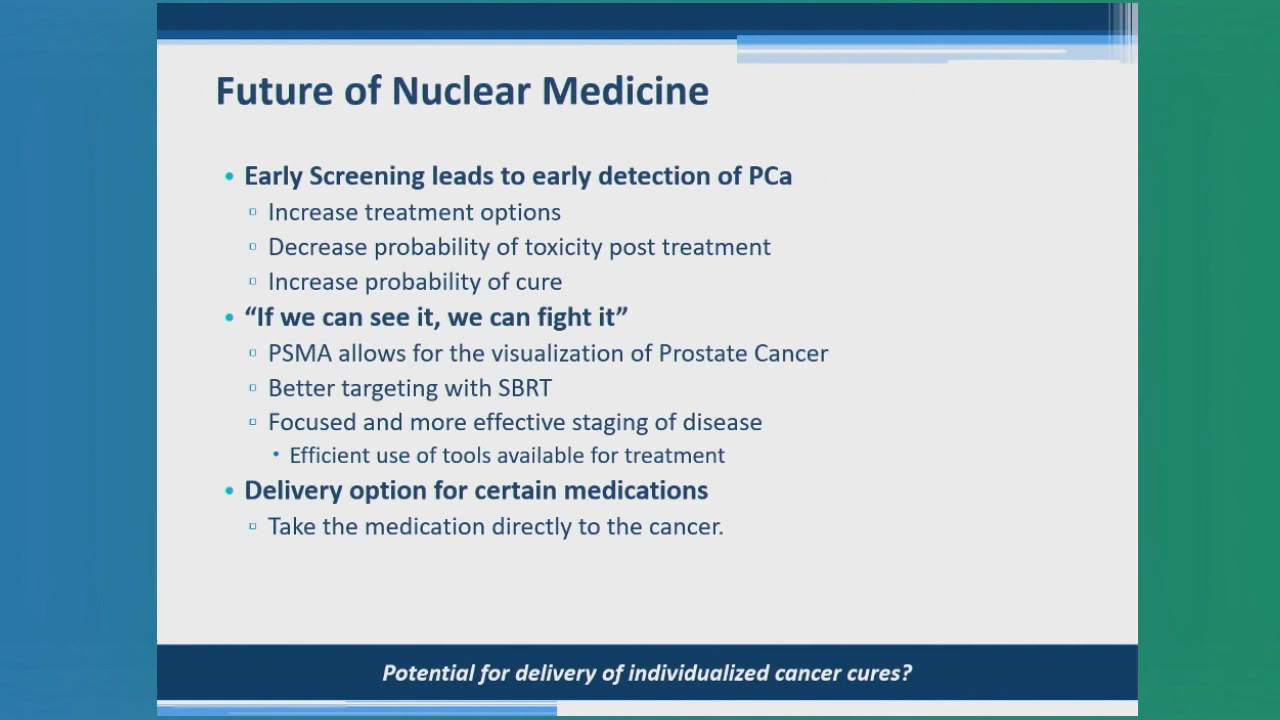 Future of Nuclear Medicine
• Early Screening leads to early detection of PCa
▫ Increase treatment options
▫ Decrease probability of toxicity post treatment
▫ Increase probability of cure
• “If we can see it, we can fight it”
▫ PSMA allows for the visualization of Prostate Cancer
▫ Better targeting with SBRT
▫ Focused and more effective staging of disease
• Efficient use of tools available for treatment
• Delivery option for certain medications
▫ Take the medication directly to the cancer.
Potential for delivery of individualized cancer cures?